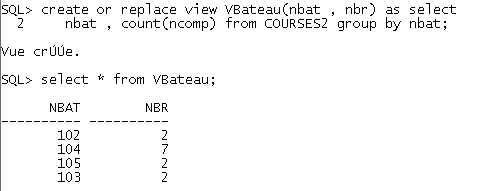 SQL> create or replace view VBateau(nbat , nbr) as select
2 nbat , count(ncomp) from COURSES2 group by nbat;
Vue crÚÚe.
SQL> select * from VBateau;
NBAT NBR
---------- ----------
102 2
104 7
105 2
103 2